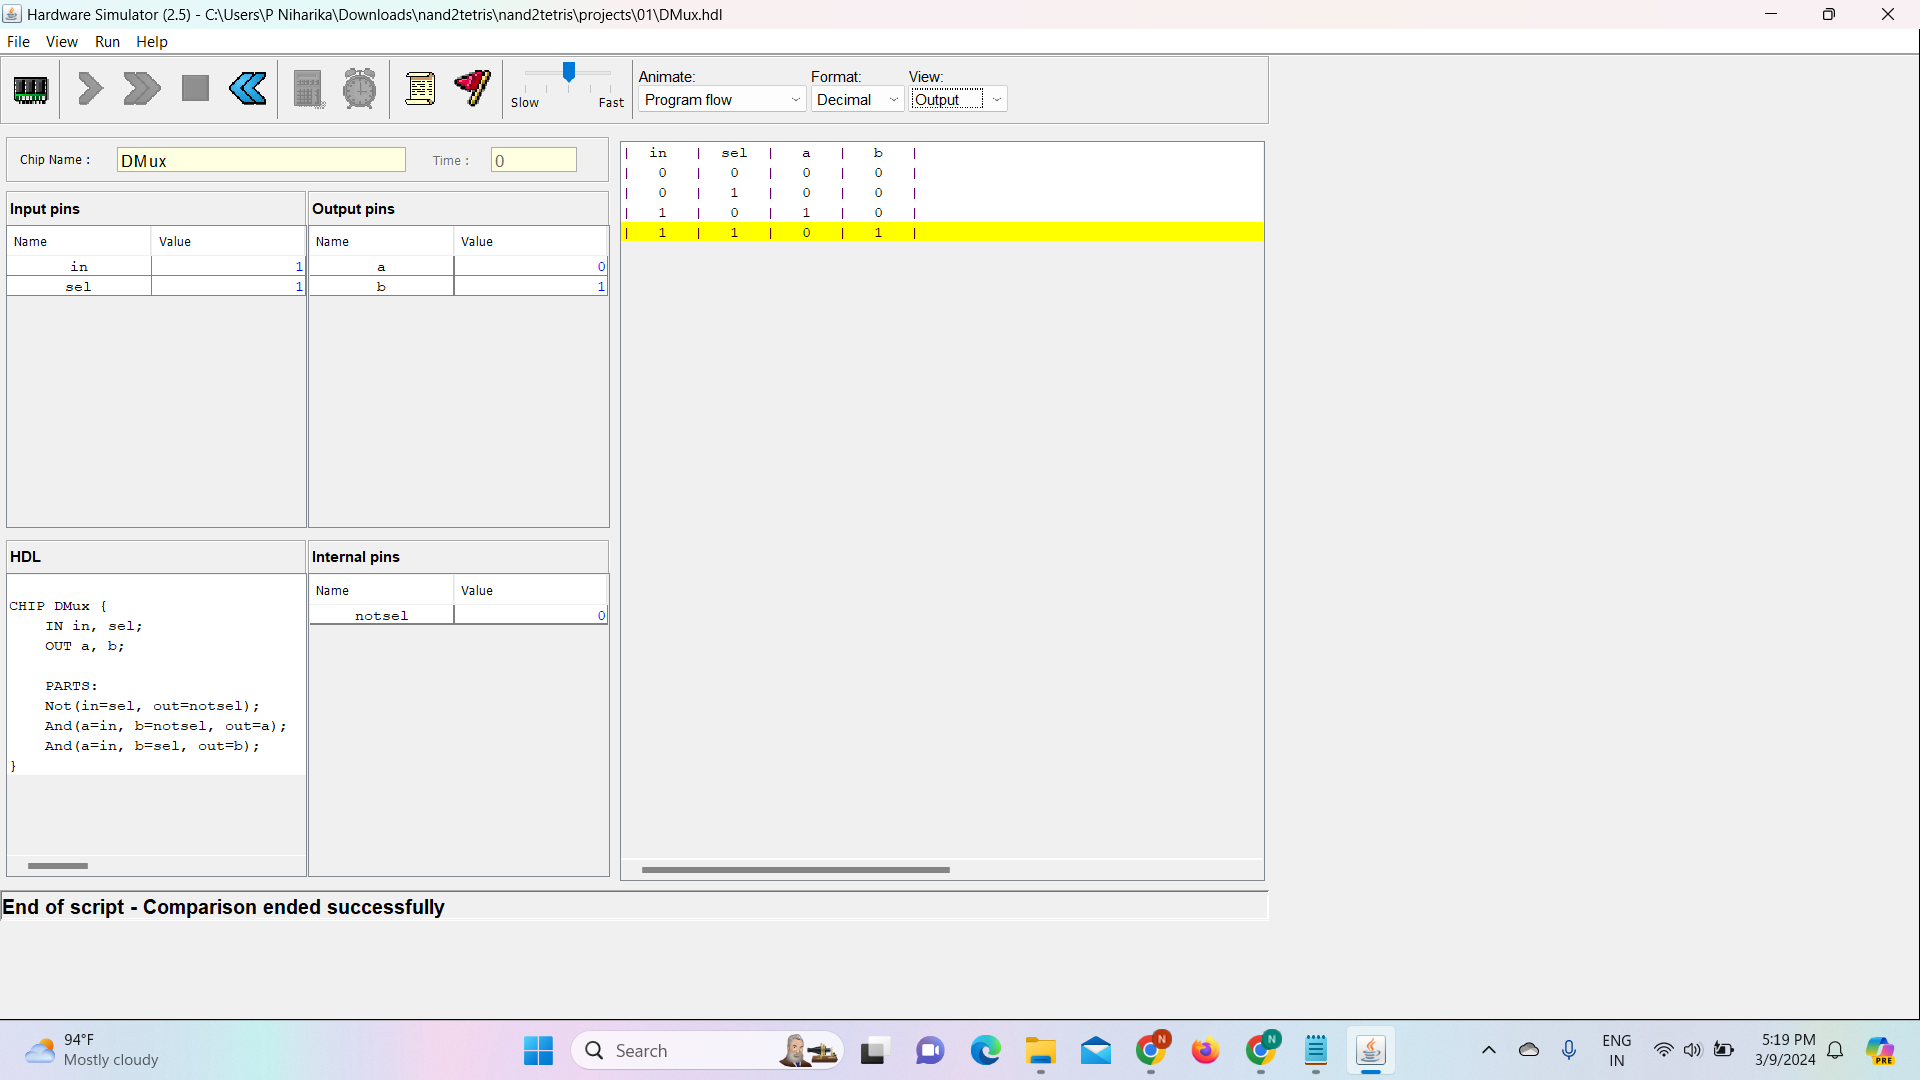 Hardware Simulator (2.5) - C:\Users\P Niharika\Downloads\nand2tetris\nand2tetris\projects\01\DMux.hdl
File View Run Help
Slow Fast
Animate: Format: View:
Program flow Decimal Output
Chip Name : DMux Time : 0
| in | sel | a | b |
| 0 | 0 | 0 | 0 |
| 0 | 1 | 0 | 0 |
| 1 | 0 | 1 | 0 |
| 1 | 1 | 0 | 1 |
Input pins
Name Value
in 1
sel 1
Output pins
Name Value
a 0
b 1
HDL
CHIP DMux {
IN in, sel;
OUT a, b;
PARTS:
Not(in=sel, out=notsel);
And(a=in, b=notsel, out=a);
And(a=in, b=sel, out=b);
}
Internal pins
Name Value
notsel 0
End of script - Comparison ended successfully
94°F
Mostly cloudy
Search
N
N
ENG
IN
5:19 PM
3/9/2024
PRE